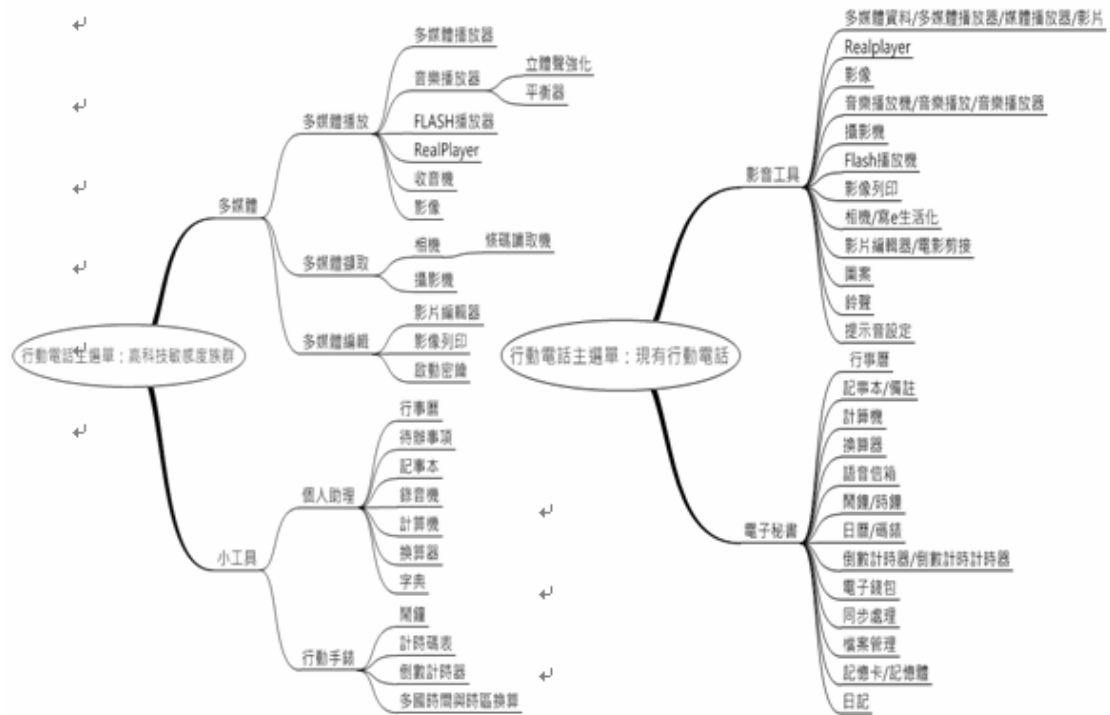 行動電話主選單：高科技敏感度族群
多媒體
多媒體播放
多媒體播放器
音樂播放器
立體聲強化
平衡器
FLASH播放器
RealPlayer
收音機
影像
多媒體擷取
相機
條碼讀取機
攝影機
多媒體編輯
影片編輯器
影像列印
啟動密鑰
小工具
個人助理
行事曆
待辦事項
記事本
錄音機
計算機
換算器
字典
行動手錶
鬧鐘
計時碼表
倒數計時器
多國時間與時區換算
行動電話主選單：現有行動電話
影音工具
多媒體資料/多媒體播放器/媒體播放器/影片
Realplayer
影像
音樂播放機/音樂播放/音樂播放器
攝影機
Flash播放機
影像列印
相機/寫e生活化
影片編輯器/電影剪接
圖案
鈴聲
提示音設定
電子秘書
行事曆
記事本/備註
計算機
換算器
語音信箱
鬧鐘/時鐘
日曆/碼錶
倒數計時器/倒數計時計時器
電子錢包
同步處理
檔案管理
記憶卡/記憶體
日記